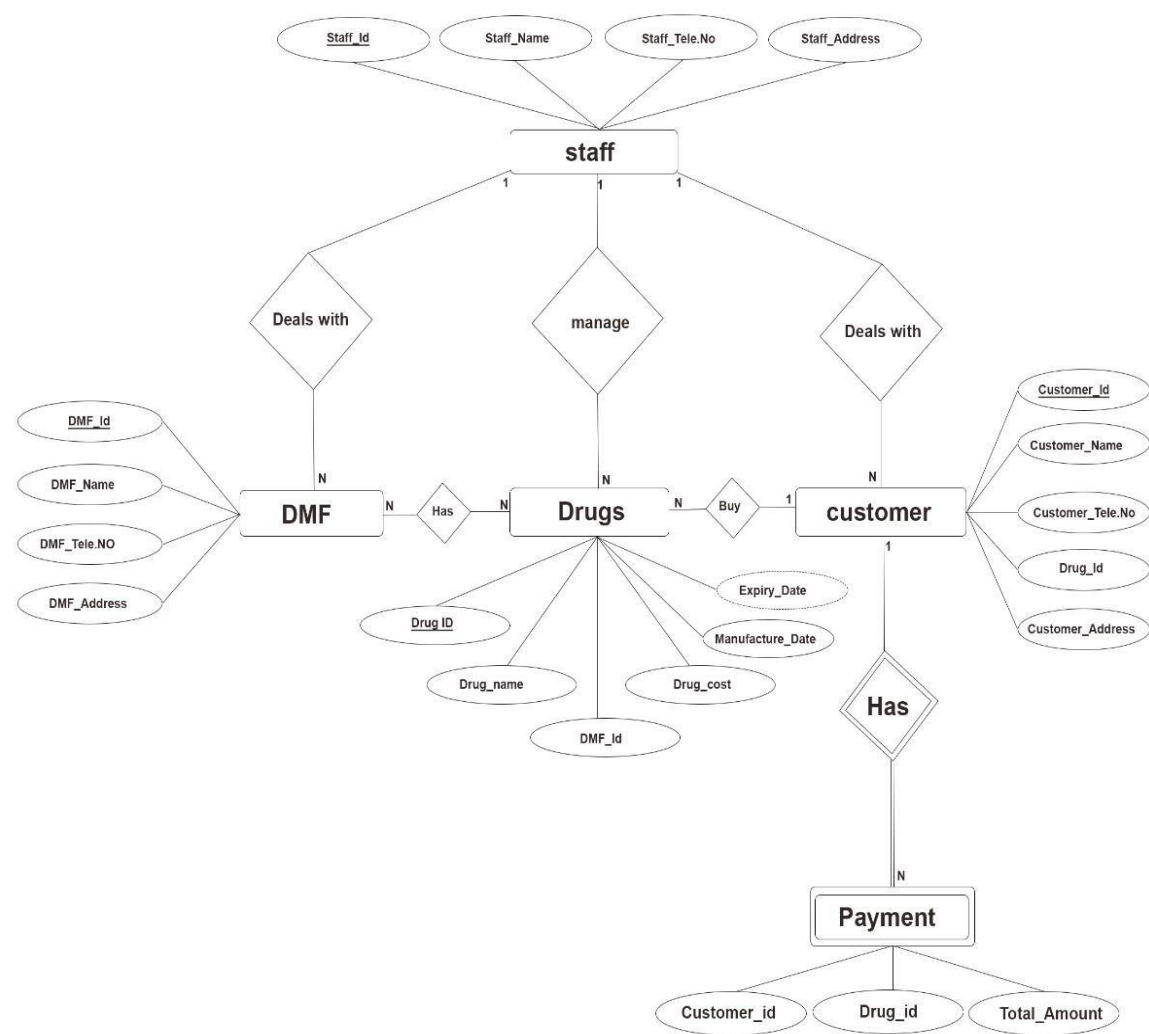 Staff_Id
Staff_Name
Staff_Tele.No
Staff_Address
staff
1
1
1
Deals with
manage
Deals with
DMF_Id
DMF_Name
DMF_Tele.NO
DMF_Address
N
N
N
DMF
N
Has
N
Drugs
N
Buy
1
customer
Customer_Id
Customer_Name
Customer_Tele.No
Drug_Id
Customer_Address
1
Drug ID
Drug_name
DMF_Id
Drug_cost
Manufacture_Date
Expiry_Date
Has
N
Payment
Customer_id
Drug_id
Total_Amount